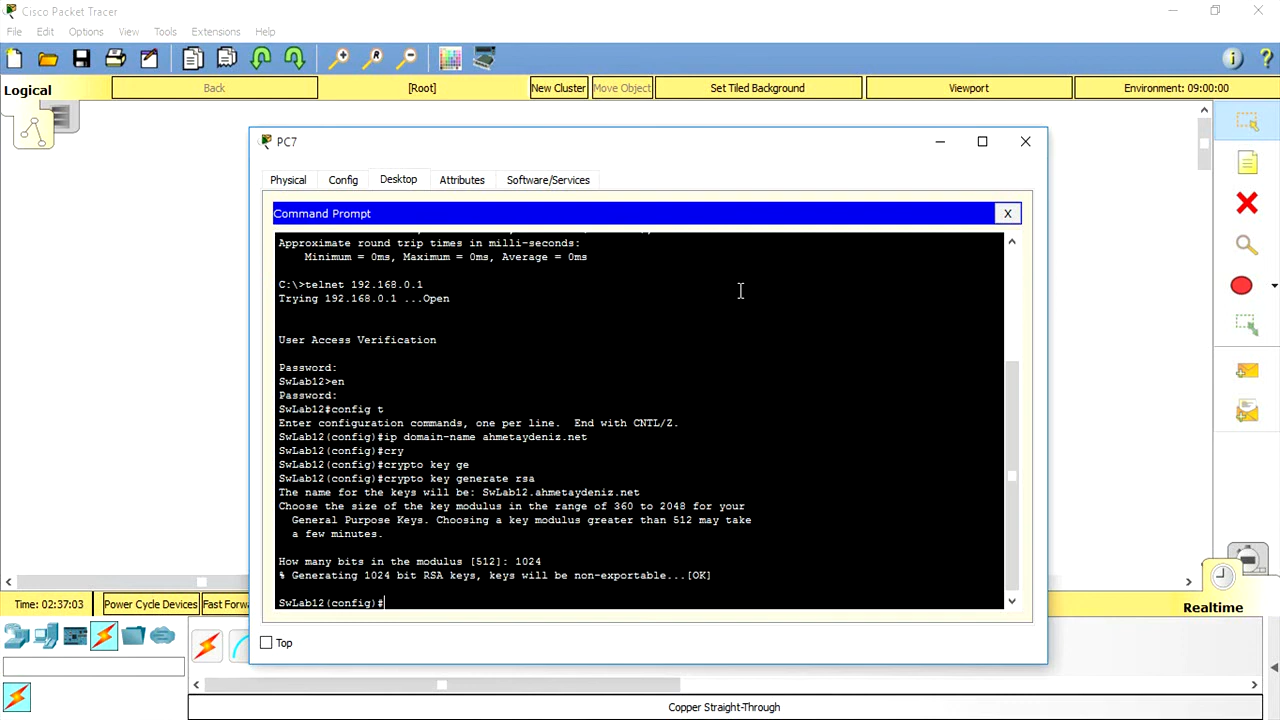 Cisco Packet Tracer
File Edit Options View Tools Extensions Help
Logical
Back
[Root]
New Cluster
Move Object
Set Tiled Background
Viewport
Environment: 09:00:00
PC7
Physical Config Desktop Attributes Software/Services
Command Prompt
X
Approximate round trip times in milli-seconds:
Minimum = 0ms, Maximum = 0ms, Average = 0ms
C:\>telnet 192.168.0.1
Trying 192.168.0.1 ...Open
User Access Verification
Password:
SwLab12>en
Password:
SwLab12#config t
Enter configuration commands, one per line. End with CNTL/Z.
SwLab12(config)#ip domain-name ahmetaydeniz.net
SwLab12(config)#cry
SwLab12(config)#crypto key ge
SwLab12(config)#crypto key generate rsa
The name for the keys will be: SwLab12.ahmetaydeniz.net
Choose the size of the key modulus in the range of 360 to 2048 for your
General Purpose Keys. Choosing a key modulus greater than 512 may take
a few minutes.
How many bits in the modulus [512]: 1024
% Generating 1024 bit RSA keys, keys will be non-exportable...[OK]
SwLab12(config)#
Top
Time: 02:37:03
Power Cycle Devices
Fast Forw
Realtime
Copper Straight-Through